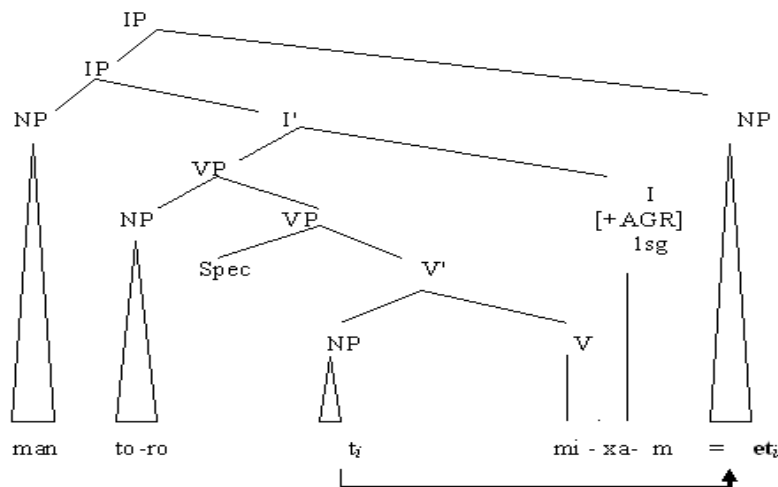 IP
IP
NP I' NP
VP I
NP VP [+AGR]
1sg
Spec V'
NP V
man to-ro tᵢ mi - xa- m = etᵢ